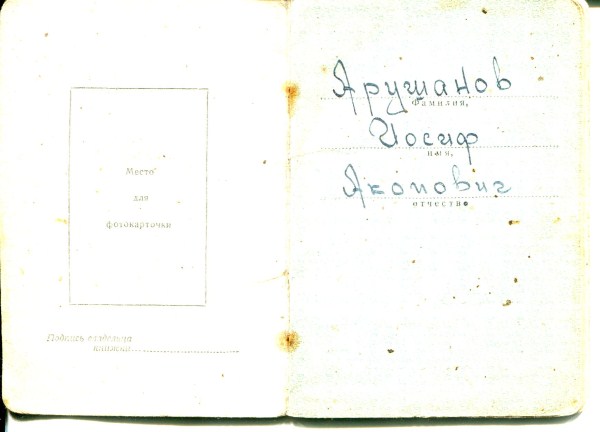 Место
для
фотокарточки
Подпись владельца
книжки
Арушанов
Фамилия,
Иосиф
имя,
Акопович
отчество